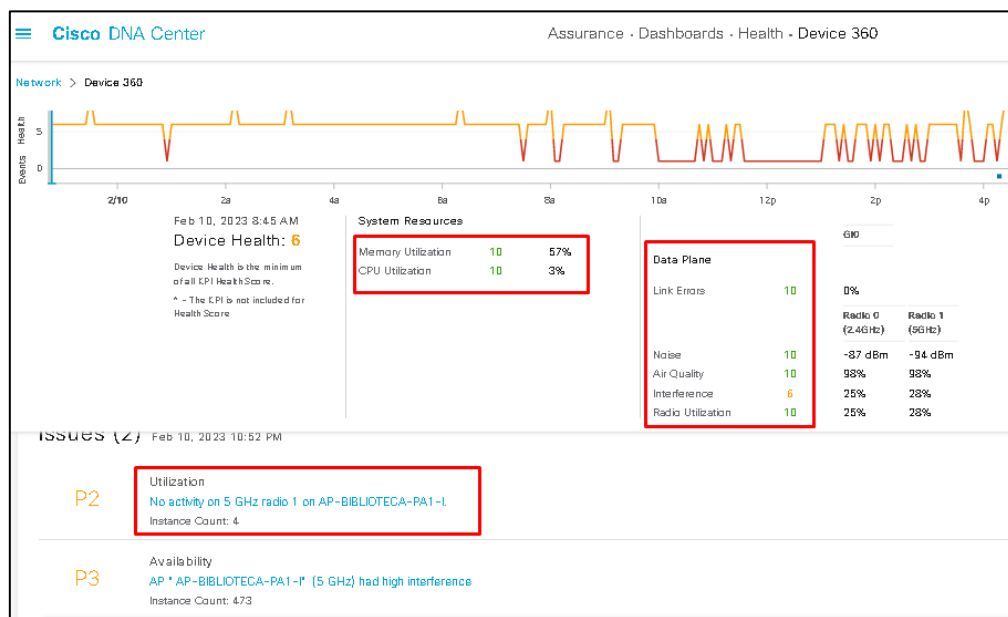 Cisco DNA Center
Assurance · Dashboards · Health · Device 360
Network > Device 360
Events Health
5
0
2/10 2a 4a 6a 8a 10a 12p 2p 4p
Feb 10, 2023 8:45 AM
Device Health: 6
Device Health is the minimum
of all KPI Health Score.
^ - The KPI is not included for
Health Score
System Resources
Memory Utilization 10 57%
CPU Utilization 10 3%
Data Plane
Gi0
Link Errors 10 0%
Radio 0 Radio 1
(2.4GHz) (5GHz)
Noise 10 -87 dBm -94 dBm
Air Quality 10 98% 98%
Interference 6 25% 28%
Radio Utilization 10 25% 28%
Issues (2) Feb 10, 2023 10:52 PM
P2
Utilization
No activity on 5 GHz radio 1 on AP-BIBLIOTECA-PA1-I.
Instance Count: 4
P3
Availability
AP " AP-BIBLIOTECA-PA1-I" (5 GHz) had high interference
Instance Count: 473